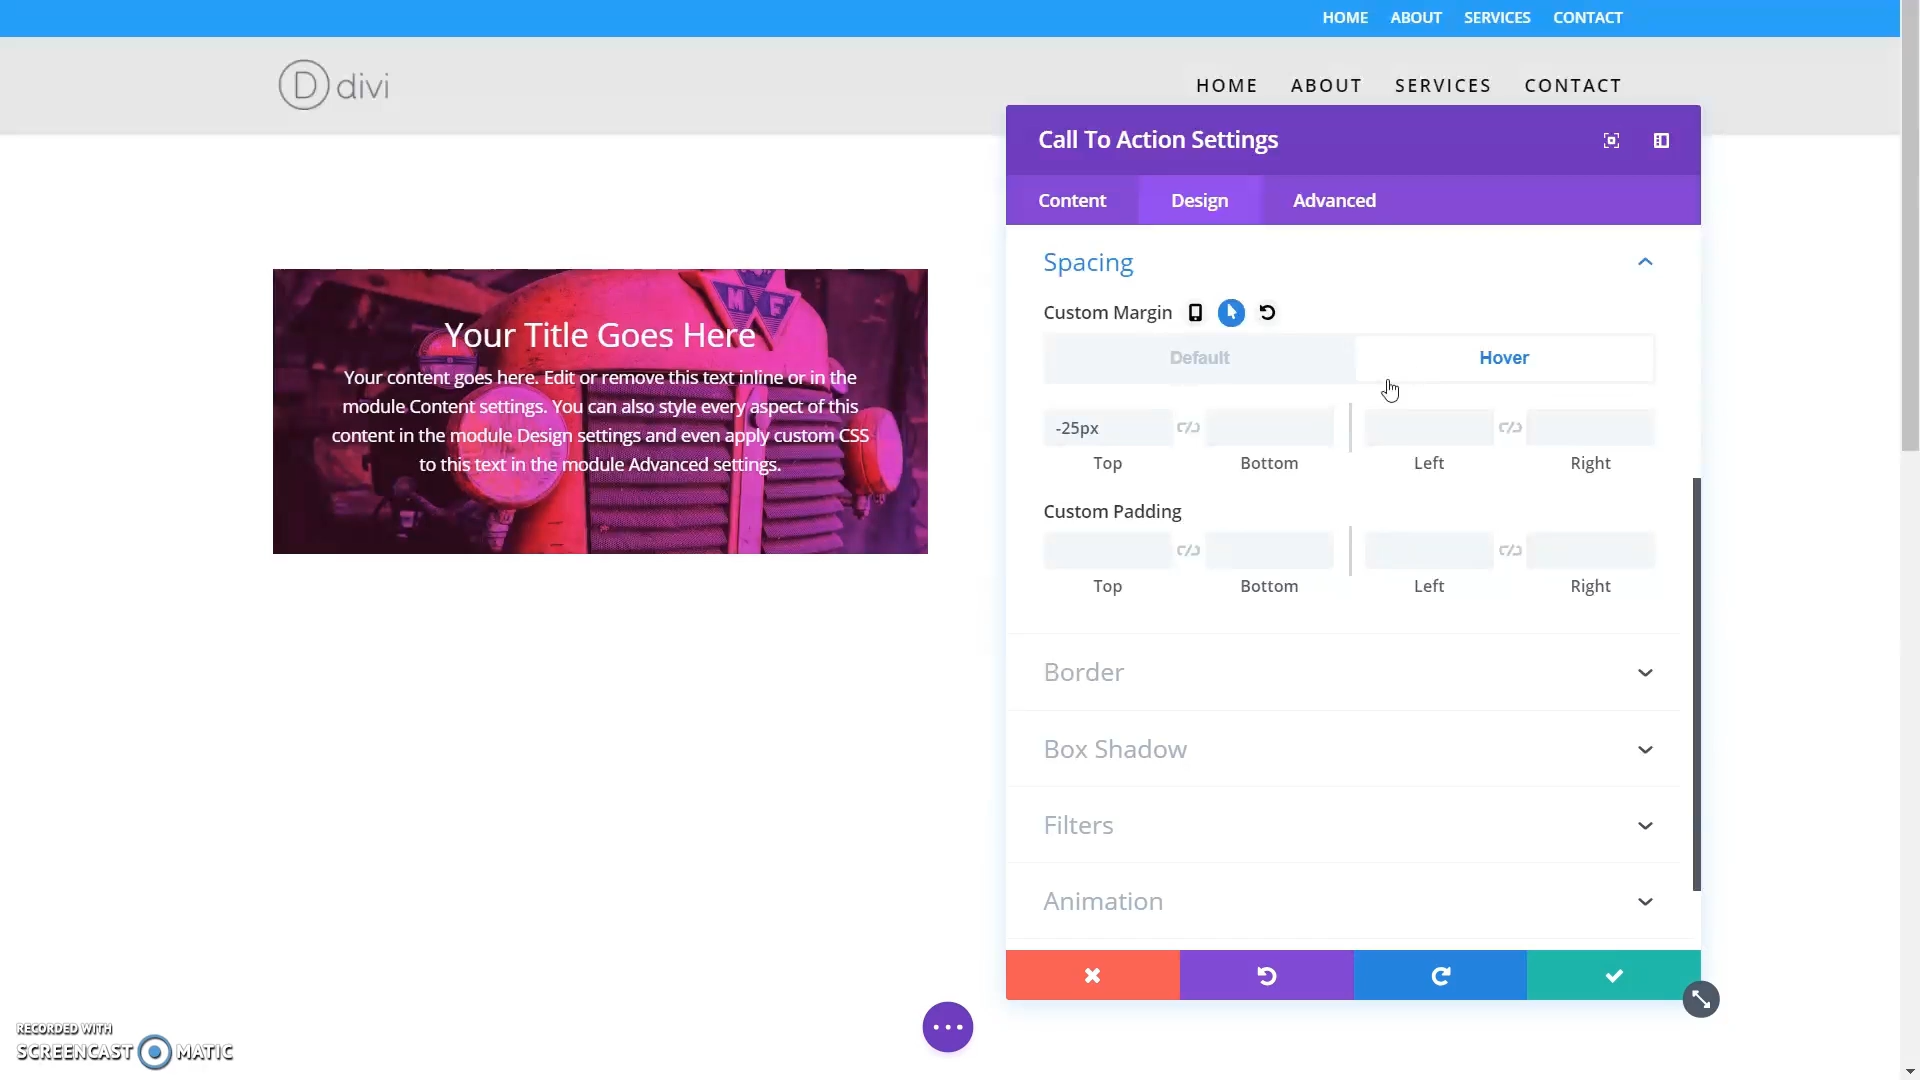 HOME ABOUT SERVICES CONTACT
D divi
HOME ABOUT SERVICES CONTACT
Call To Action Settings
Content Design Advanced
Spacing
Custom Margin
Default Hover
-25px
Top Bottom Left Right
Custom Padding
Top Bottom Left Right
Border
Box Shadow
Filters
Animation
M F
Your Title Goes Here
Your content goes here. Edit or remove this text inline or in the
module Content settings. You can also style every aspect of this
content in the module Design settings and even apply custom CSS
to this text in the module Advanced settings.
RECORDED WITH
SCREENCAST MATIC